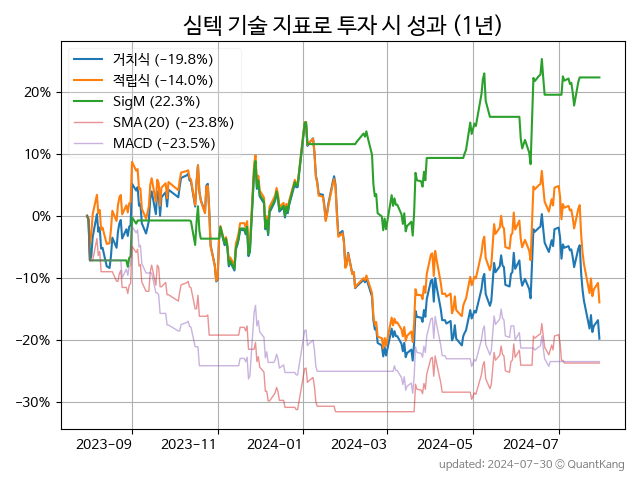 심텍 기술 지표로 투자 시 성과 (1년)
거치식 (−19.8%)
적립식 (−14.0%)
SigM (22.3%)
SMA(20) (−23.8%)
MACD (−23.5%)
20%
10%
0%
−10%
−20%
−30%
2023-09 2023-11 2024-01 2024-03 2024-05 2024-07
updated: 2024-07-30 © QuantKang